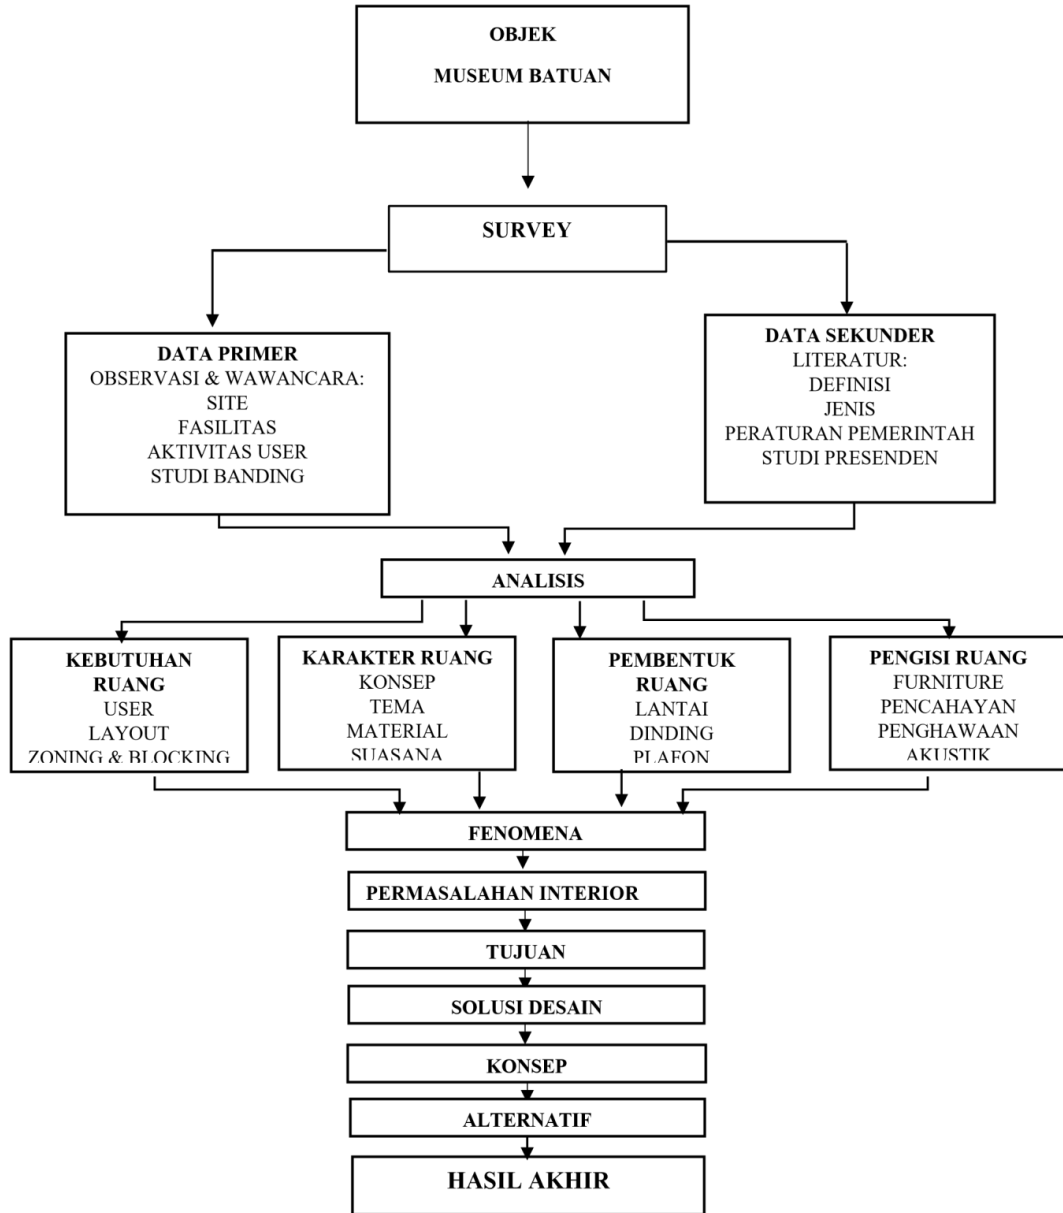 OBJEK
MUSEUM BATUAN
SURVEY
DATA PRIMER
OBSERVASI & WAWANCARA:
SITE
FASILITAS
AKTIVITAS USER
STUDI BANDING
DATA SEKUNDER
LITERATUR:
DEFINISI
JENIS
PERATURAN PEMERINTAH
STUDI PRESENDEN
ANALISIS
KEBUTUHAN
RUANG
USER
LAYOUT
ZONING & BLOCKING
KARAKTER RUANG
KONSEP
TEMA
MATERIAL
SUASANA
PEMBENTUK
RUANG
LANTAI
DINDING
PLAFON
PENGISI RUANG
FURNITURE
PENCAHAYAN
PENGHAWAAN
AKUSTIK
FENOMENA
PERMASALAHAN INTERIOR
TUJUAN
SOLUSI DESAIN
KONSEP
ALTERNATIF
HASIL AKHIR